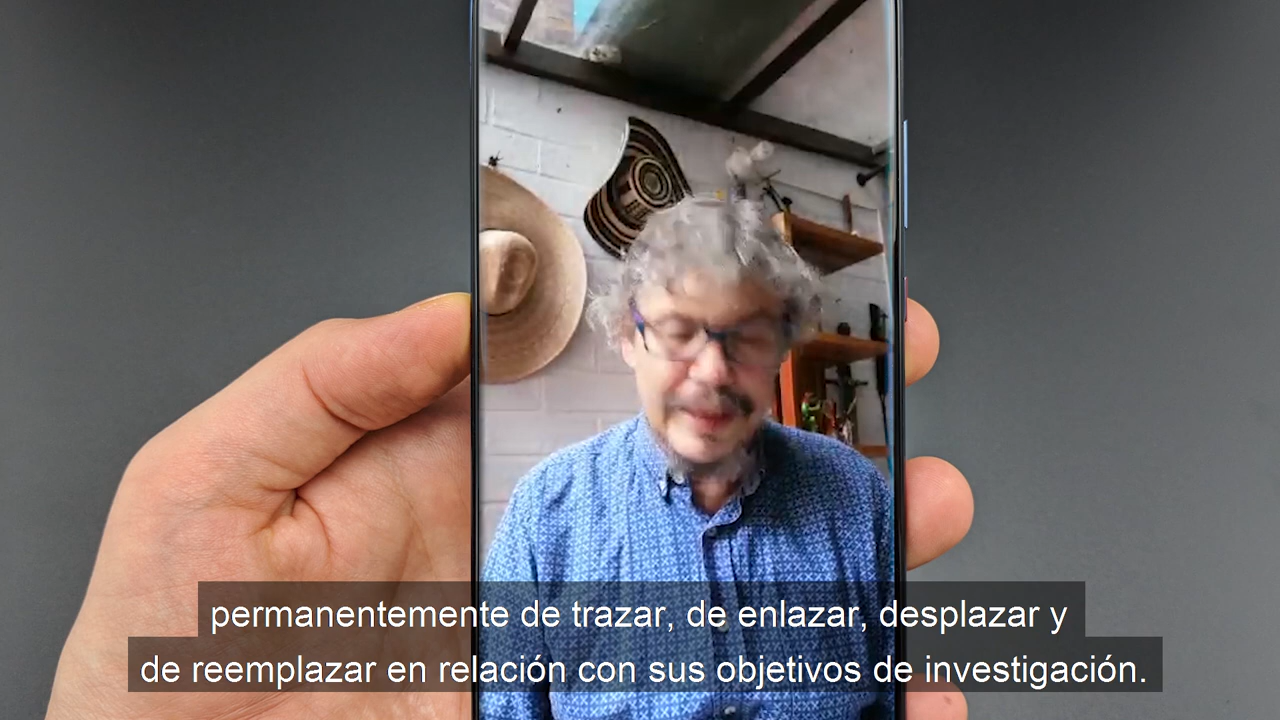 permanentemente de trazar, de enlazar, desplazar y
de reemplazar en relación con sus objetivos de investigación.